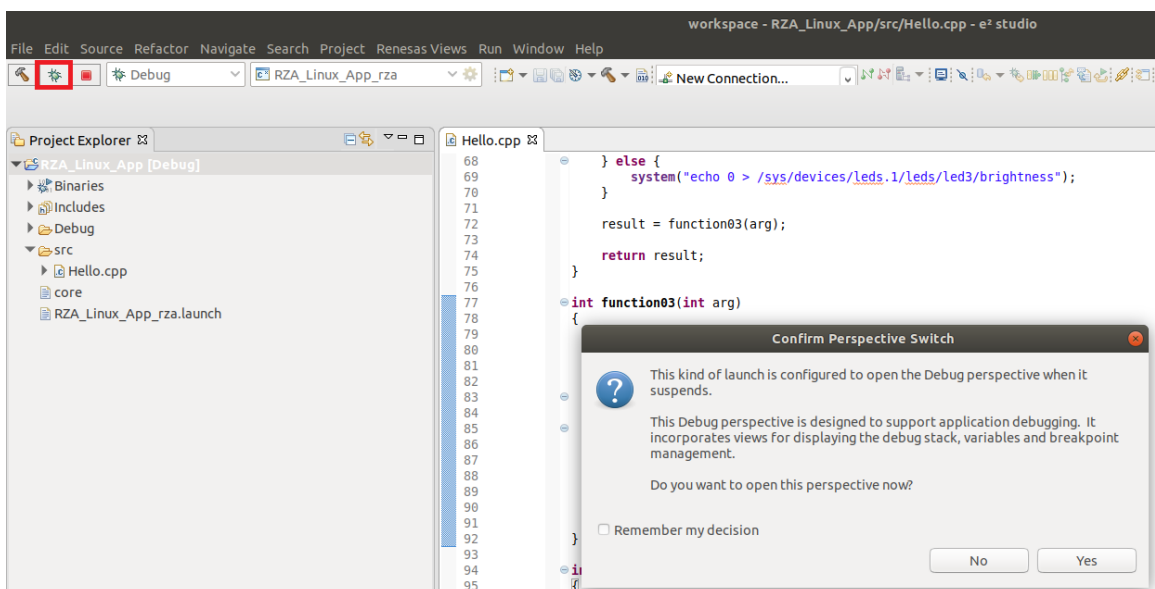 workspace - RZA_Linux_App/src/Hello.cpp - e² studio
File Edit Source Refactor Navigate Search Project Renesas Views Run Window Help
Debug
RZA_Linux_App_rza
New Connection...
Project Explorer
RZA_Linux_App [Debug]
Binaries
Includes
Debug
src
Hello.cpp
core
RZA_Linux_App_rza.launch
Hello.cpp
68 } else {
69 system("echo 0 > /sys/devices/leds.1/leds/led3/brightness");
70 }
71
72 result = function03(arg);
73
74 return result;
75 }
76
77 int function03(int arg)
78 {
79
80
81
82
83
84
85
86
87
88
89
90
91
92 }
93
94
95 {
Confirm Perspective Switch
This kind of launch is configured to open the Debug perspective when it
suspends.
This Debug perspective is designed to support application debugging. It
incorporates views for displaying the debug stack, variables and breakpoint
management.
Do you want to open this perspective now?
Remember my decision
No
Yes